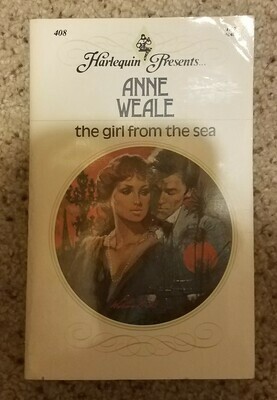 408
Harlequin Presents...
ANNE
WEALE
the girl from the sea